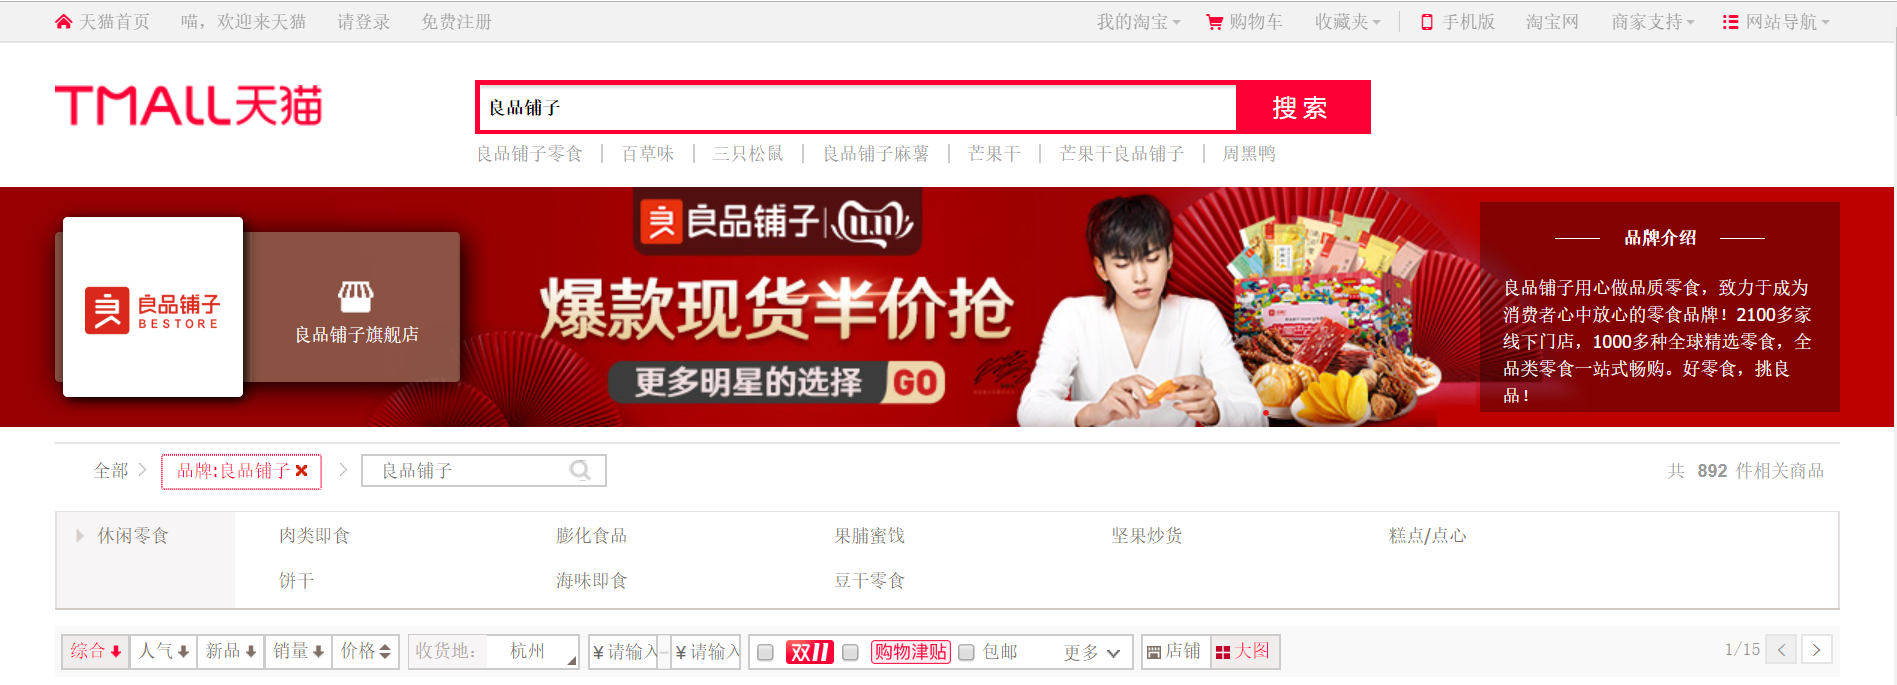 天猫首页 喵，欢迎来天猫 请登录 免费注册 我的淘宝 购物车 收藏夹 手机版 淘宝网 商家支持 网站导航
TMALL天猫
良品铺子 搜索
良品铺子零食 百草味 三只松鼠 良品铺子麻薯 芒果干 芒果干良品铺子 周黑鸭
良品铺子 11.11
爆款现货半价抢
更多明星的选择 GO
良品铺子
BESTORE
良品铺子旗舰店
品牌介绍
良品铺子用心做品质零食，致力于成为
消费者心中放心的零食品牌！2100多家
线下门店，1000多种全球精选零食，全
品类零食一站式畅购。好零食，挑良
品！
全部 品牌:良品铺子 良品铺子 共 892 件相关商品
休闲零食 肉类即食 膨化食品 果脯蜜饯 坚果炒货 糕点/点心
饼干 海味即食 豆干零食
综合 人气 新品 销量 价格 收货地： 杭州 ¥请输入 - ¥请输入 双11 购物津贴 包邮 更多 店铺 大图 1/15 < >